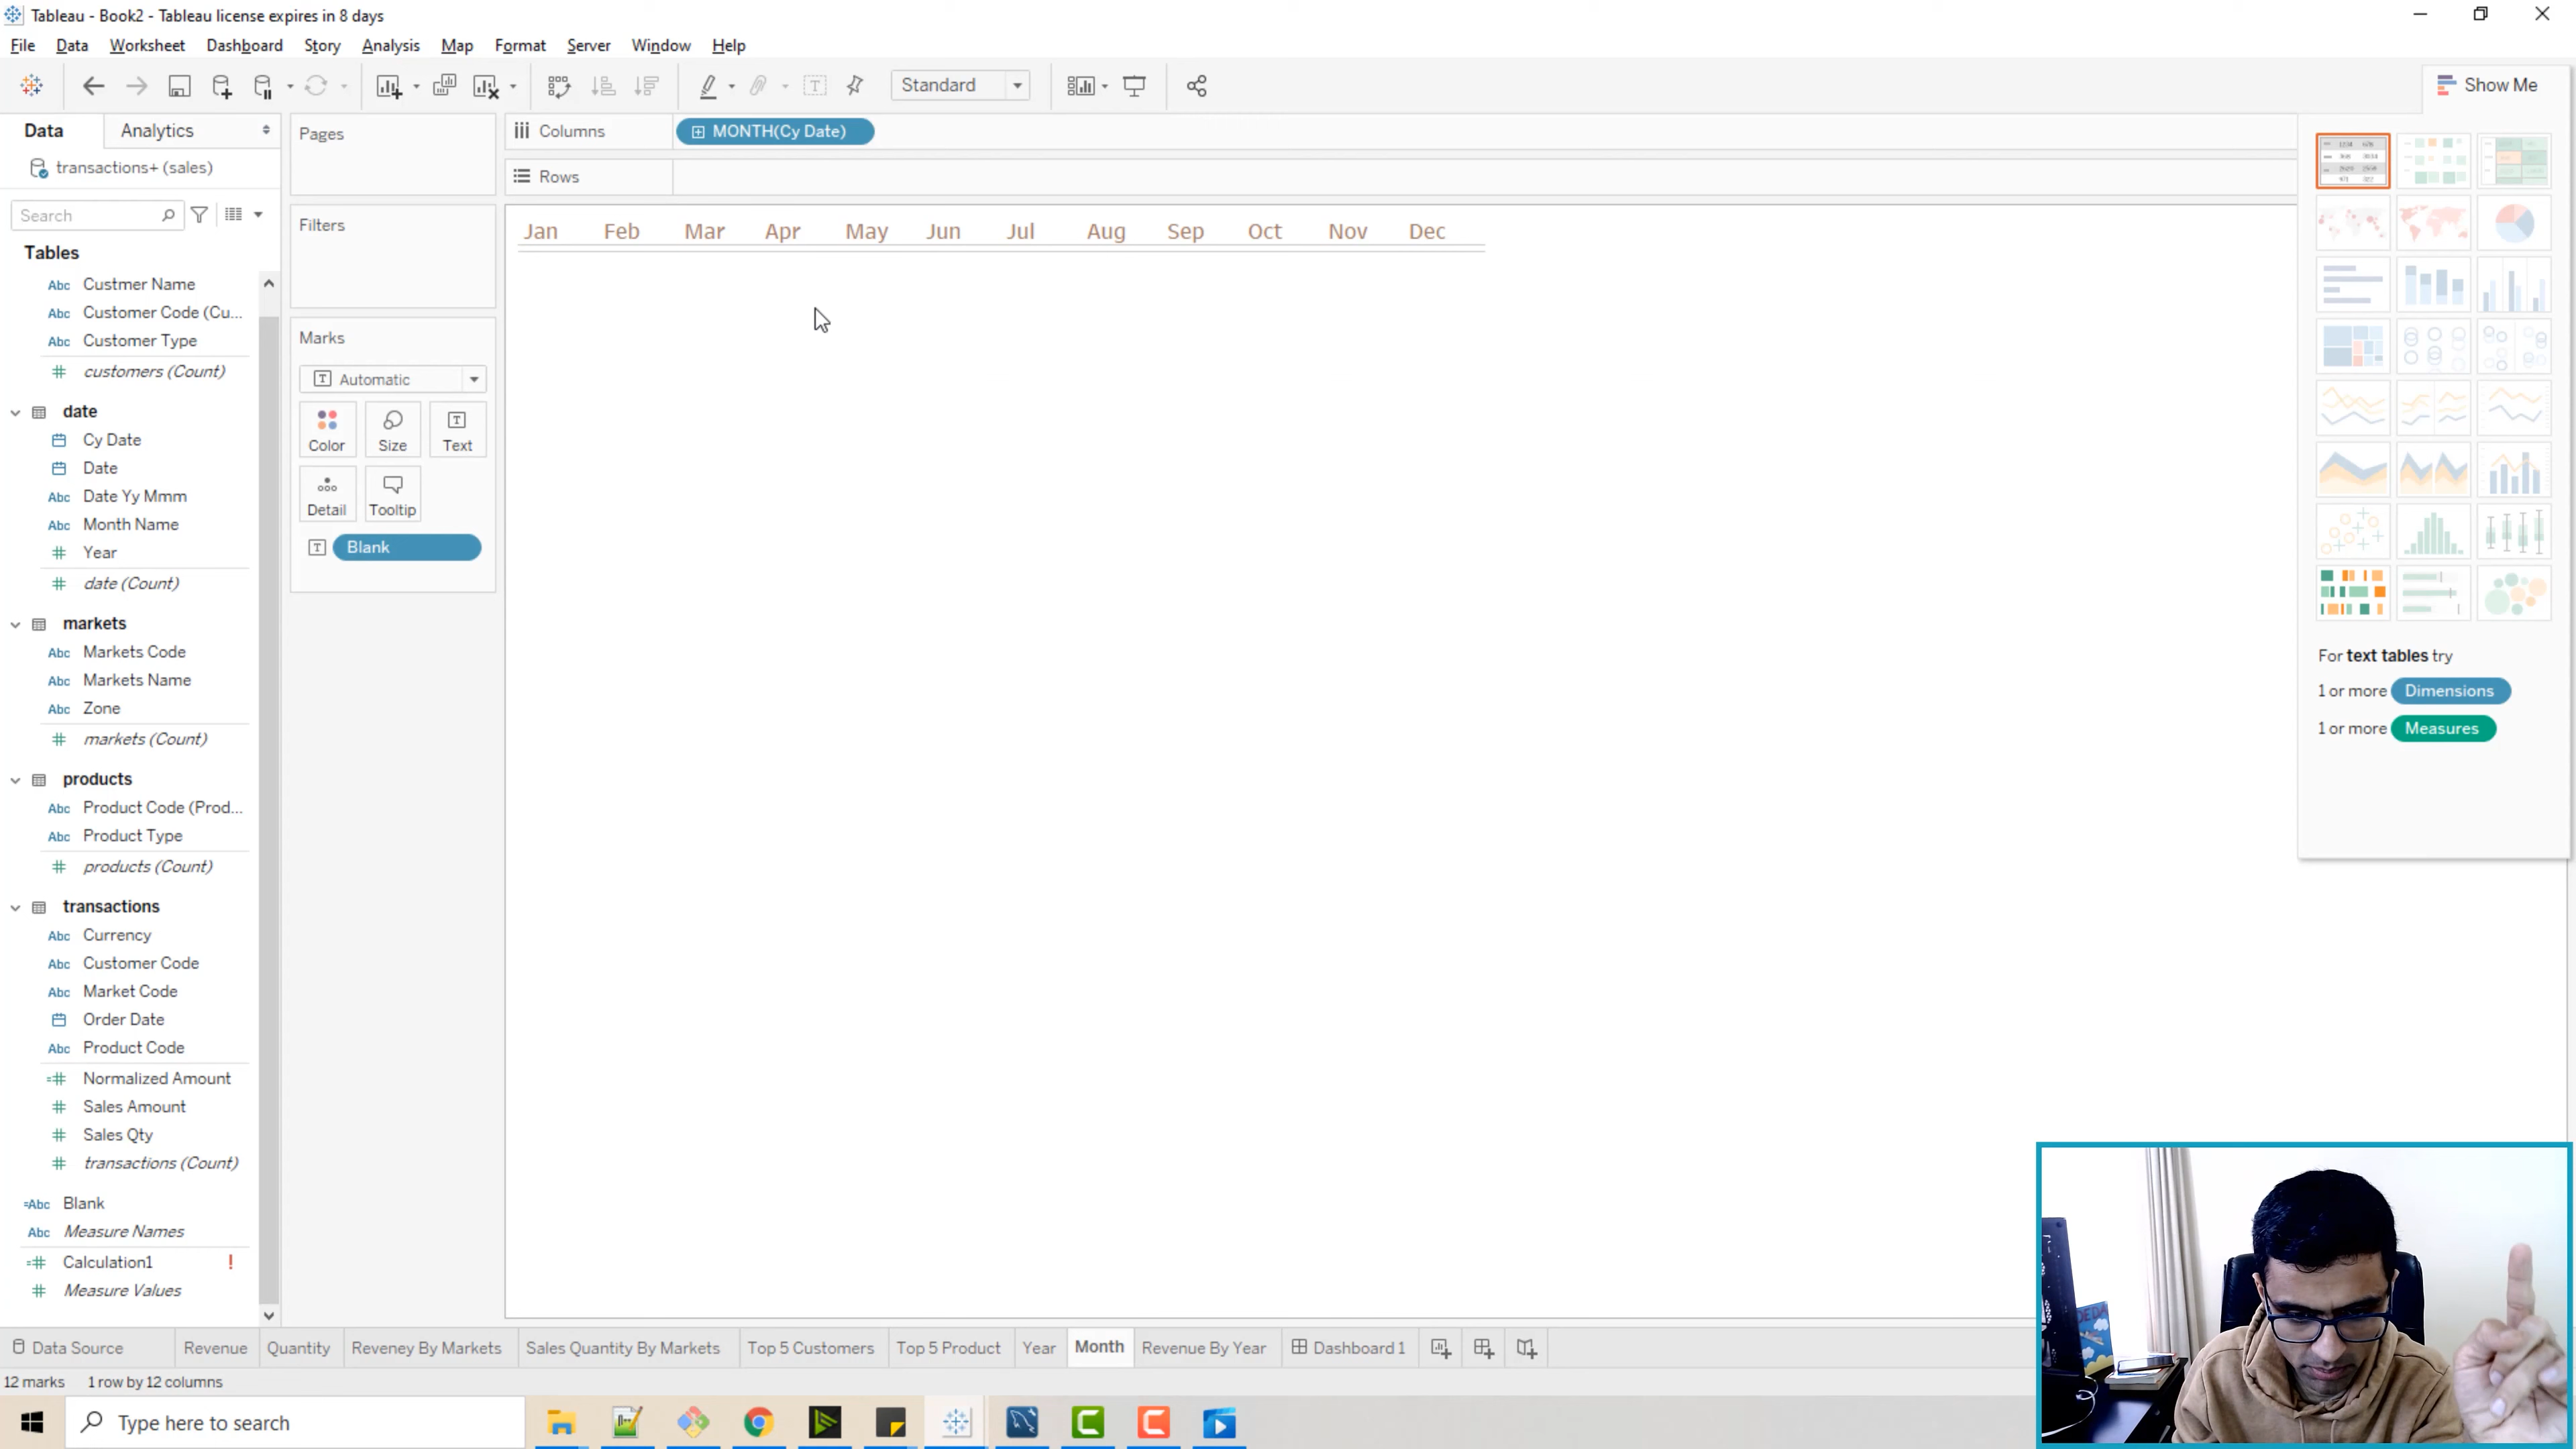 Tableau - Book2 - Tableau license expires in 8 days
File Data Worksheet Dashboard Story Analysis Map Format Server Window Help
Standard
Show Me
Data Analytics
transactions+ (sales)
Search
Tables
Custmer Name
Customer Code (Cu...
Customer Type
customers (Count)
date
Cy Date
Date
Date Yy Mmm
Month Name
Year
date (Count)
markets
Markets Code
Markets Name
Zone
markets (Count)
products
Product Code (Prod...
Product Type
products (Count)
transactions
Currency
Customer Code
Market Code
Order Date
Product Code
Normalized Amount
Sales Amount
Sales Qty
transactions (Count)
Blank
Measure Names
Calculation1 !
Measure Values
Pages
Filters
Marks
Automatic
Color Size Text
Detail Tooltip
Blank
Columns MONTH(Cy Date)
Rows
Jan Feb Mar Apr May Jun Jul Aug Sep Oct Nov Dec
For text tables try
1 or more Dimensions
1 or more Measures
Data Source Revenue Quantity Reveney By Markets Sales Quantity By Markets Top 5 Customers Top 5 Product Year Month Revenue By Year Dashboard 1
12 marks 1 row by 12 columns
Type here to search